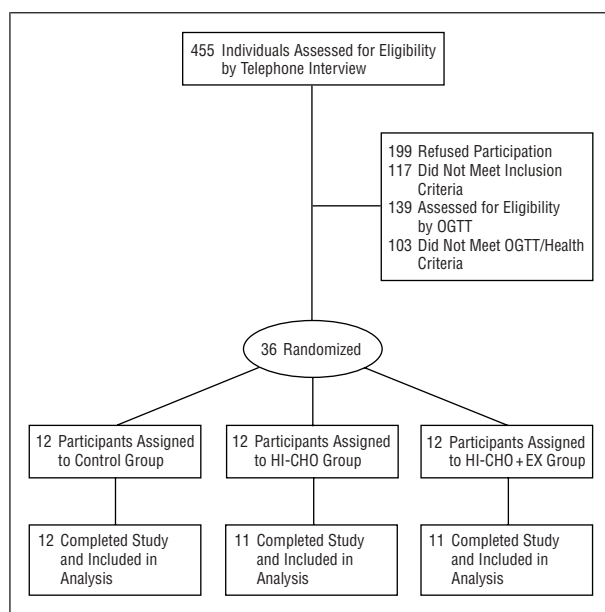 455 Individuals Assessed for Eligibility
by Telephone Interview
199 Refused Participation
117 Did Not Meet Inclusion
Criteria
139 Assessed for Eligibility
by OGTT
103 Did Not Meet OGTT/Health
Criteria
36 Randomized
12 Participants Assigned
to Control Group
12 Participants Assigned
to HI-CHO Group
12 Participants Assigned
to HI-CHO + EX Group
12 Completed Study
and Included in
Analysis
11 Completed Study
and Included in
Analysis
11 Completed Study
and Included in
Analysis